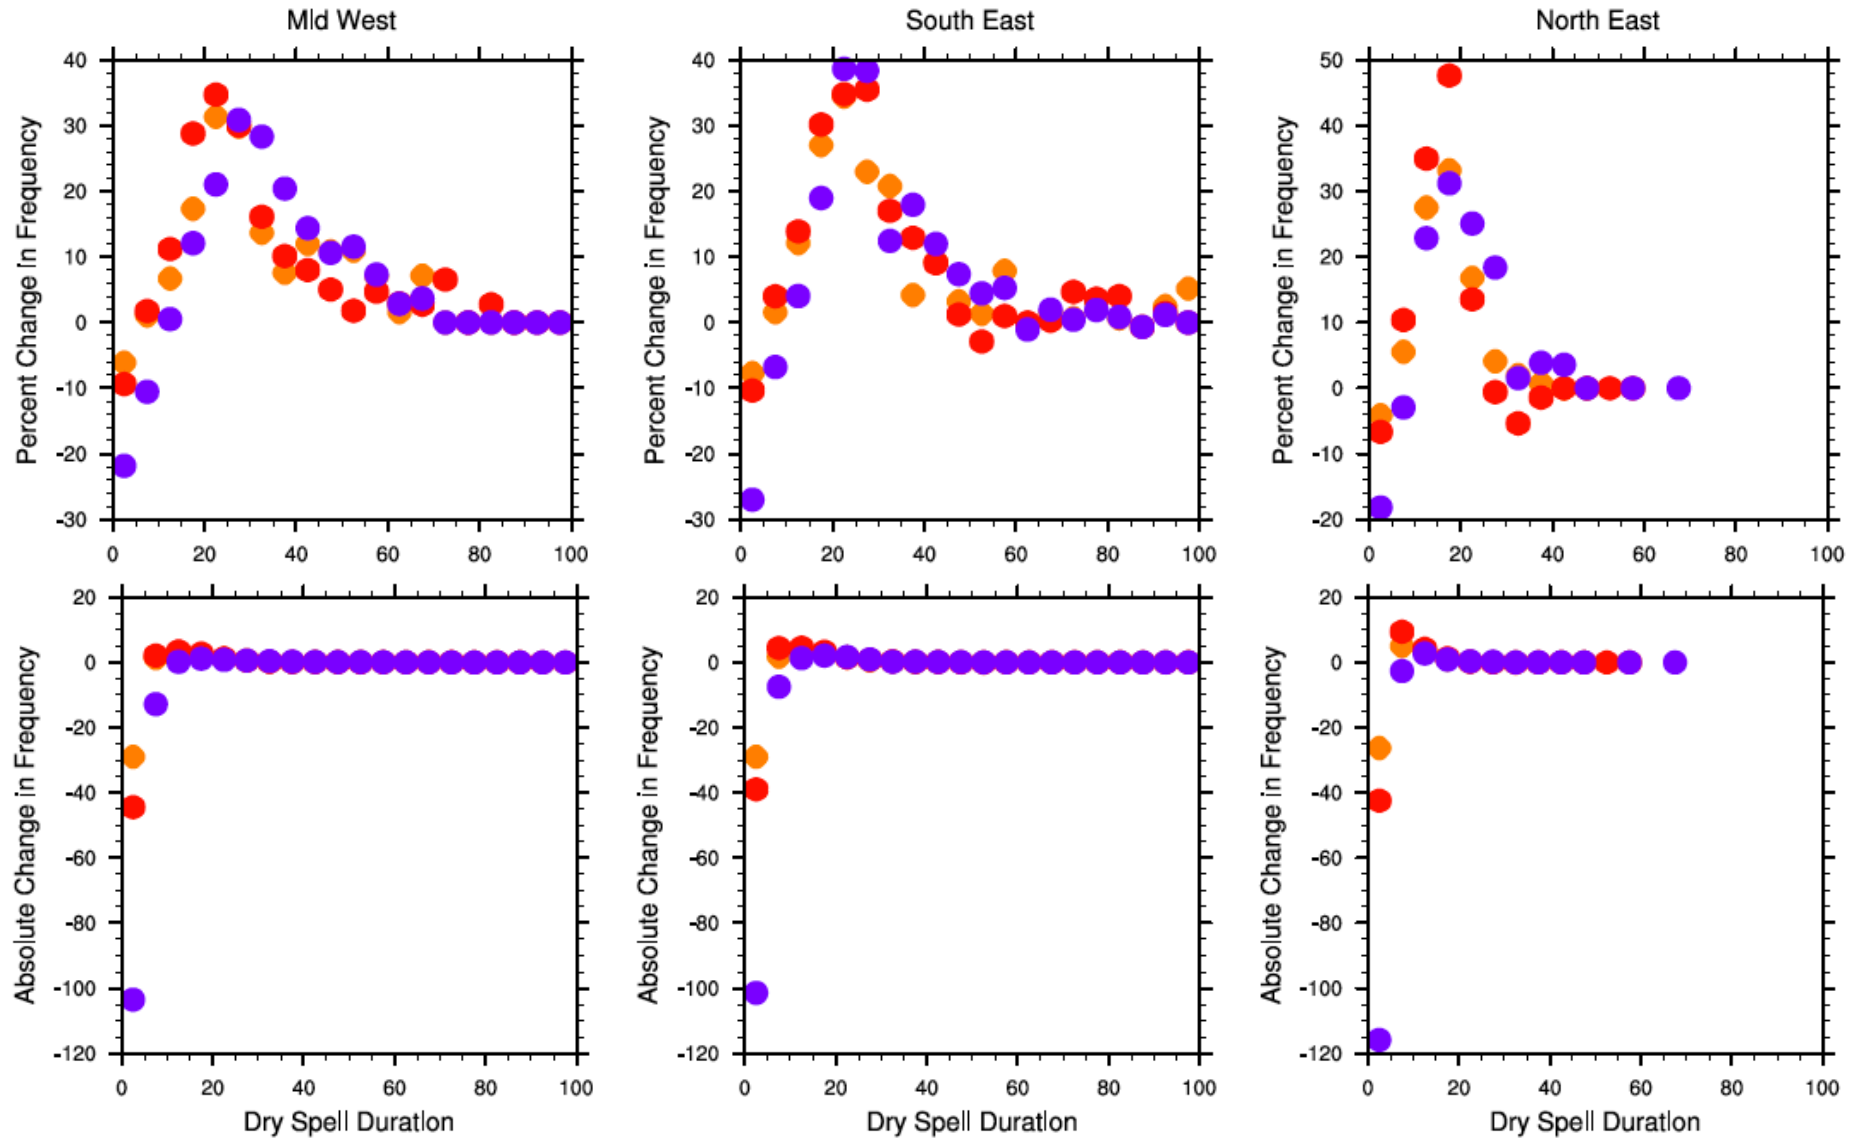 Mid West
South East
North East
Percent Change in Frequency
40
30
20
10
0
-10
-20
-30
0 20 40 60 80 100
Percent Change in Frequency
40
30
20
10
0
-10
-20
-30
0 20 40 60 80 100
Percent Change in Frequency
50
40
30
20
10
0
-10
-20
0 20 40 60 80 100
Absolute Change in Frequency
20
0
-20
-40
-60
-80
-100
-120
0 20 40 60 80 100
Dry Spell Duration
Absolute Change in Frequency
20
0
-20
-40
-60
-80
-100
-120
0 20 40 60 80 100
Dry Spell Duration
Absolute Change in Frequency
20
0
-20
-40
-60
-80
-100
-120
0 20 40 60 80 100
Dry Spell Duration